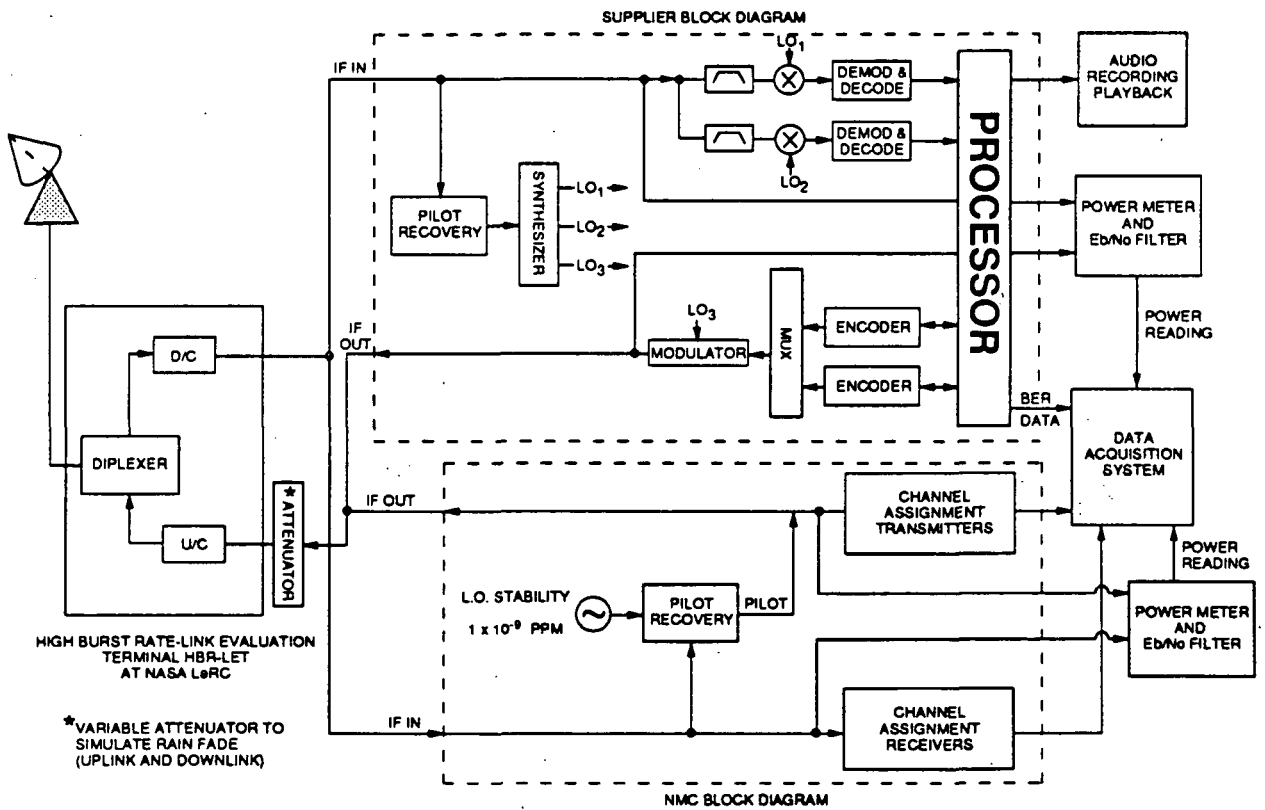 SUPPLIER BLOCK DIAGRAM
IF IN
LO1
DEMOD &
DECODE
AUDIO
RECORDING
PLAYBACK
DEMOD &
DECODE
LO2
PROCESSOR
PILOT
RECOVERY
SYNTHESIZER
LO1
LO2
LO3
POWER METER
AND
Eb/No FILTER
POWER
READING
IF
OUT
LO3
MODULATOR
MUX
ENCODER
ENCODER
BER
DATA
D/C
DIPLEXER
U/C
* ATTENUATOR
DATA
ACQUISITION
SYSTEM
IF OUT
CHANNEL
ASSIGNMENT
TRANSMITTERS
POWER
READING
L.O. STABILITY
1 x 10-9 PPM
PILOT
RECOVERY
PILOT
POWER METER
AND
Eb/No FILTER
HIGH BURST RATE-LINK EVALUATION
TERMINAL HBR-LET
AT NASA LeRC
*VARIABLE ATTENUATOR TO
SIMULATE RAIN FADE
(UPLINK AND DOWNLINK)
IF IN
CHANNEL
ASSIGNMENT
RECEIVERS
NMC BLOCK DIAGRAM